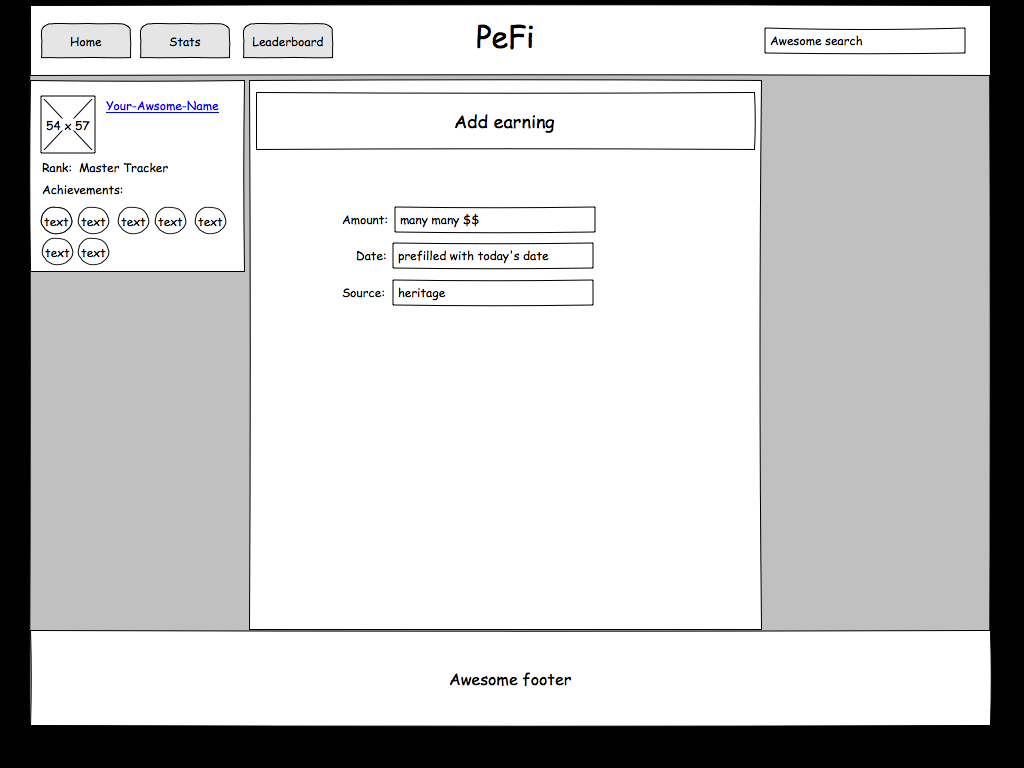 Home Stats Leaderboard PeFi Awesome search
54 x 57 Your-Awsome-Name
Rank: Master Tracker
Achievements:
text text text text text
text text
Add earning
Amount: many many $$
Date: prefilled with today's date
Source: heritage
Awesome footer